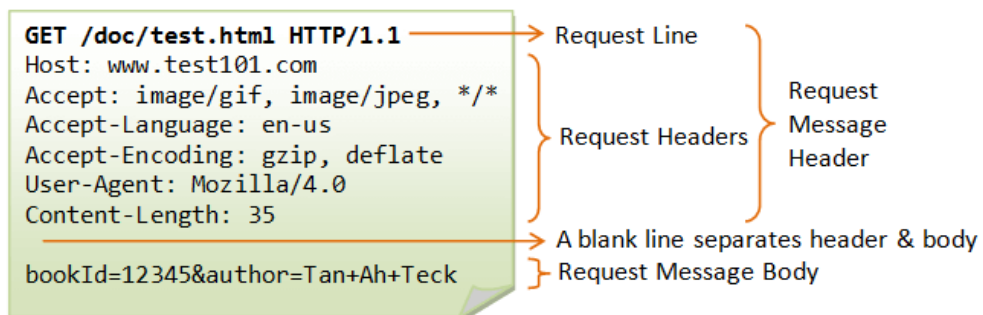 GET /doc/test.html HTTP/1.1
Host: www.test101.com
Accept: image/gif, image/jpeg, */*
Accept-Language: en-us
Accept-Encoding: gzip, deflate
User-Agent: Mozilla/4.0
Content-Length: 35
bookId=12345&author=Tan+Ah+Teck
Request Line
Request Headers
Request
Message
Header
A blank line separates header & body
Request Message Body